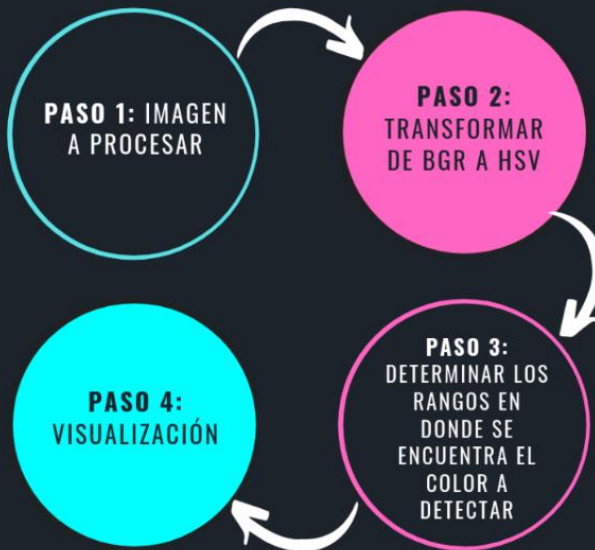 PASO 1: IMAGEN
A PROCESAR
PASO 2:
TRANSFORMAR
DE BGR A HSV
PASO 3:
DETERMINAR LOS
RANGOS EN
DONDE SE
ENCUENTRA EL
COLOR A
DETECTAR
PASO 4:
VISUALIZACIÓN